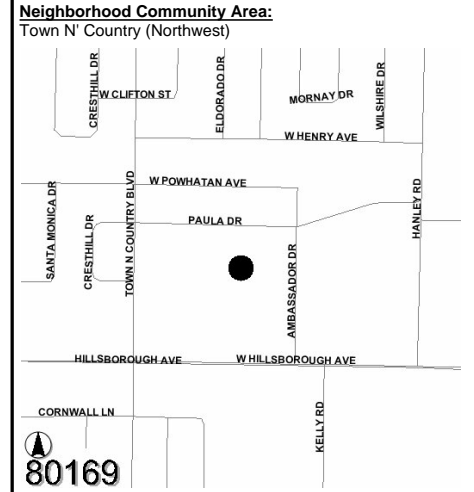 Neighborhood Community Area:
Town N' Country (Northwest)
CRESTHILL DR
W CLIFTON ST
ELDORADO DR
MORNAY DR
WILSHIRE DR
W HENRY AVE
SANTA MONICA DR
CRESTHILL DR
TOWN N COUNTRY BLVD
W POWHATAN AVE
PAULA DR
AMBASSADOR DR
HANLEY RD
HILLSBOROUGH AVE
W HILLSBOROUGH AVE
CORNWALL LN
KELLY RD
80169